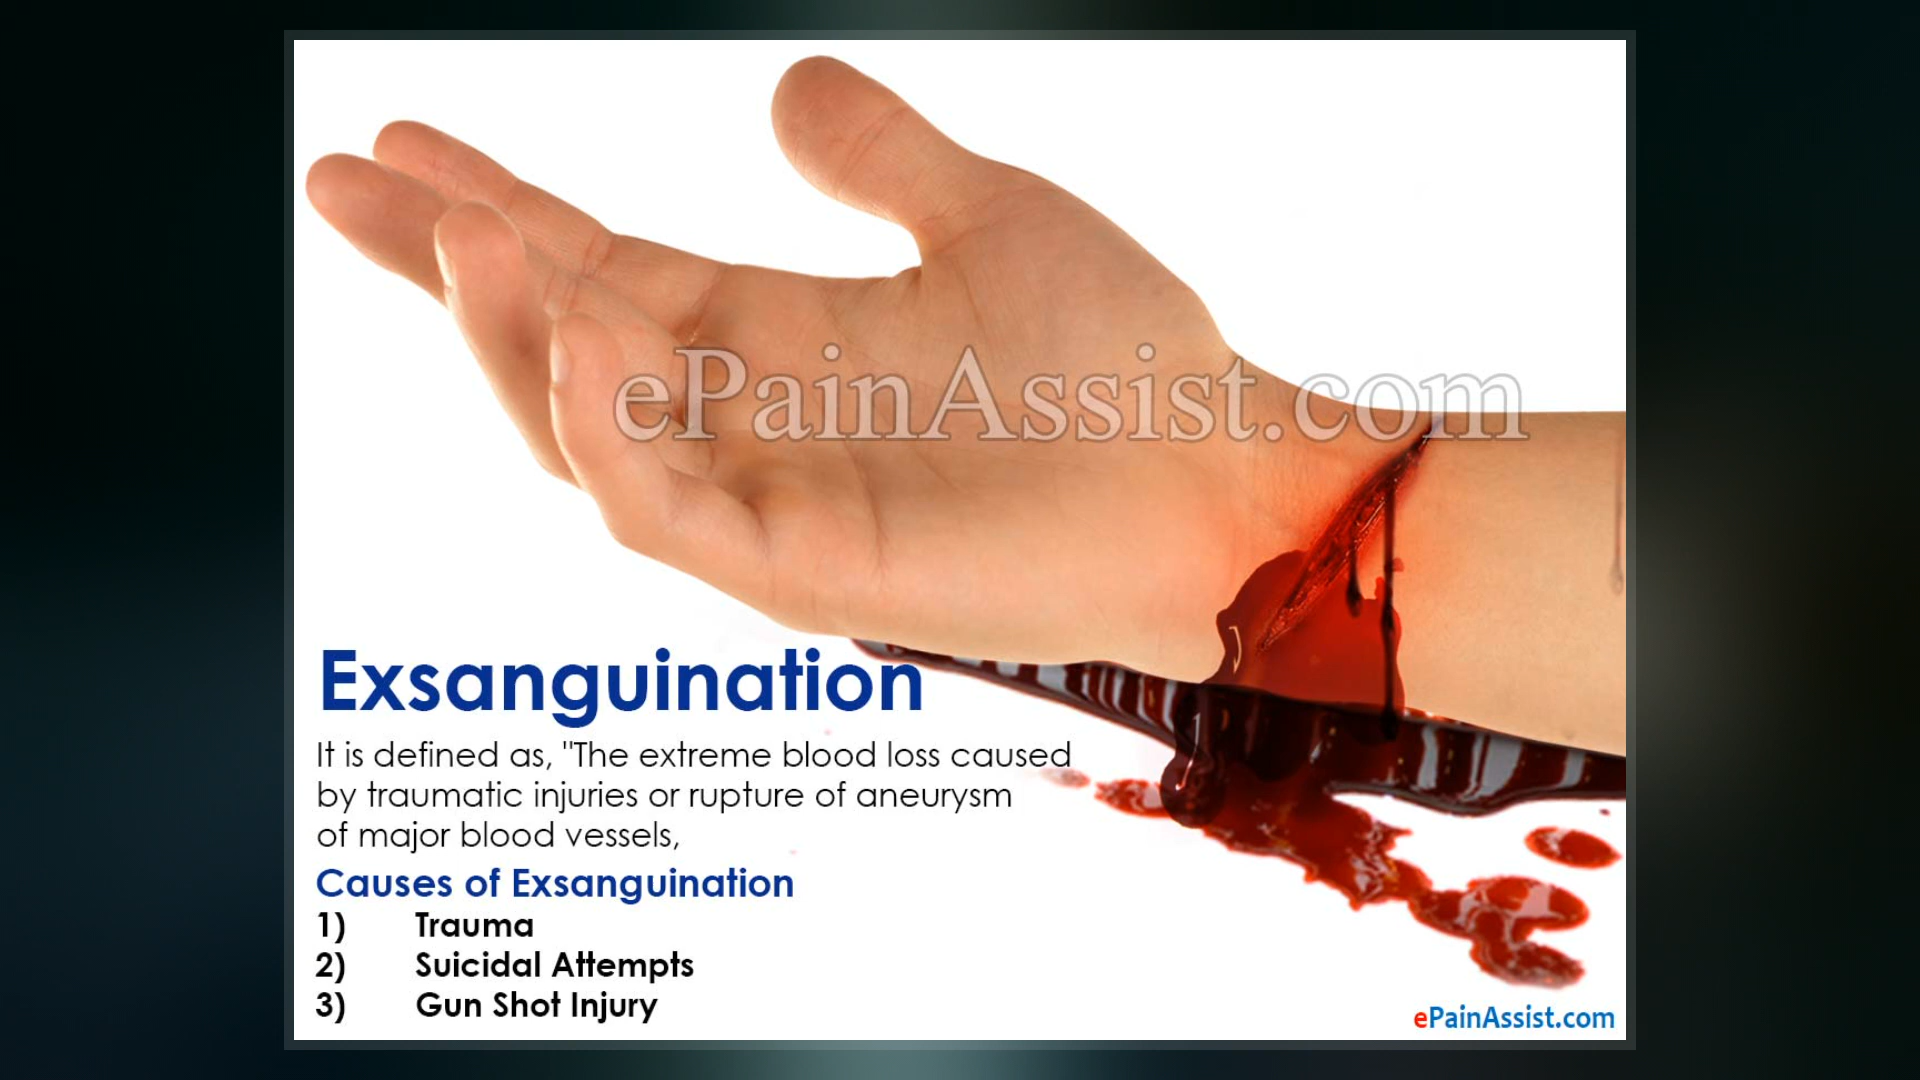 ePainAssist.com
Exsanguination
It is defined as, "The extreme blood loss caused
by traumatic injuries or rupture of aneurysm
of major blood vessels,
Causes of Exsanguination
1) Trauma
2) Suicidal Attempts
3) Gun Shot Injury
ePainAssist.com